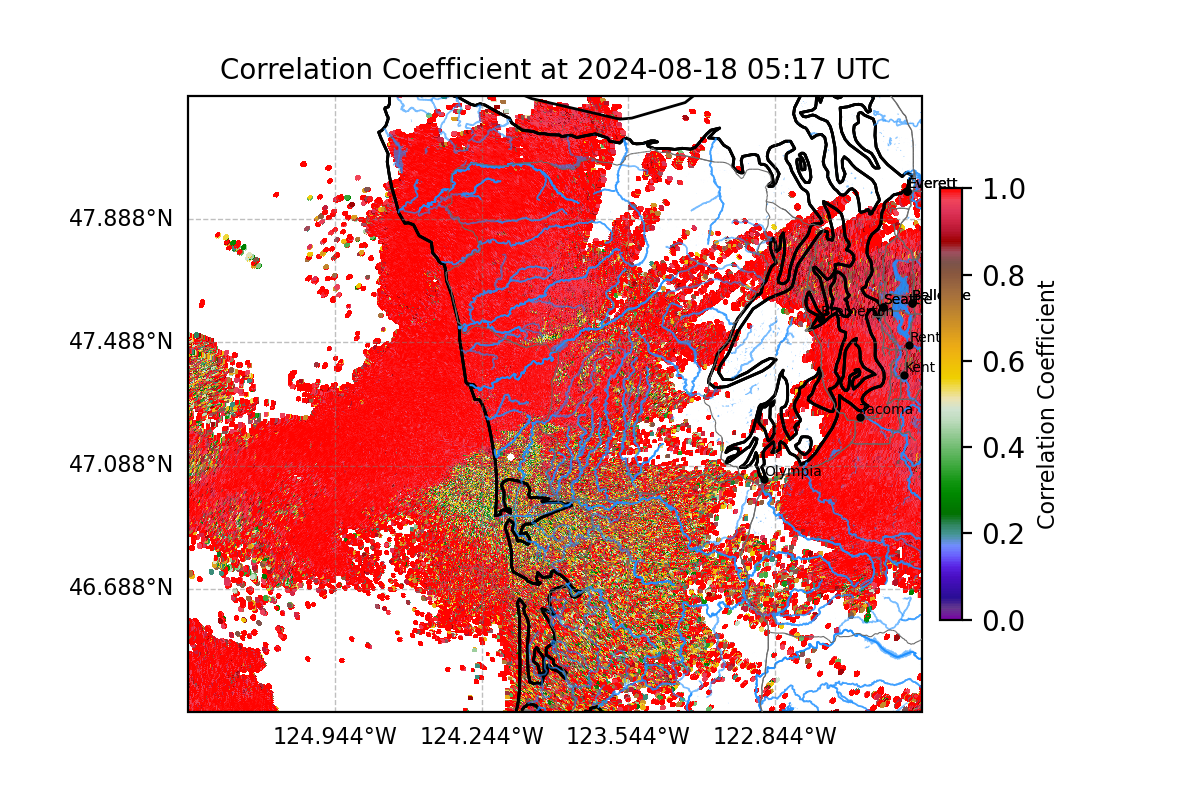 Correlation Coefficient at 2024-08-18 05:17 UTC
47.888°N
47.488°N
47.088°N
46.688°N
124.944°W
124.244°W
123.544°W
122.844°W
Everett
Seattle
Rent
Kent
Tacoma
Olympia
1.0
0.8
0.6
0.4
0.2
0.0
Correlation Coefficient